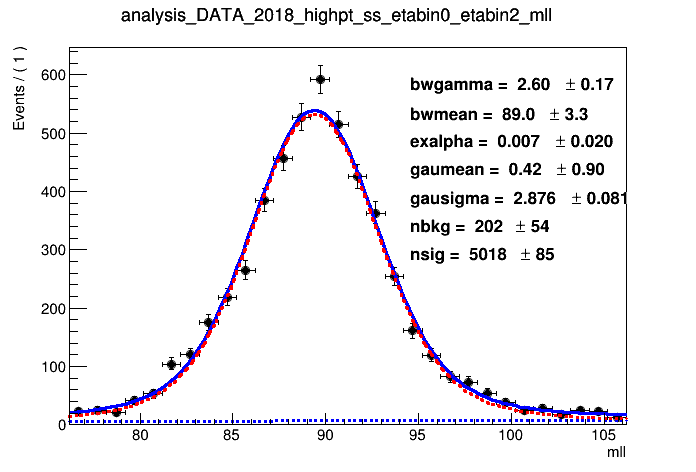 analysis_DATA_2018_highpt_ss_etabin0_etabin2_mll
Events / ( 1 )
600
500
400
300
200
100
0
bwgamma = 2.60 ± 0.17
bwmean = 89.0 ± 3.3
exalpha = 0.007 ± 0.020
gaumean = 0.42 ± 0.90
gausigma = 2.876 ± 0.081
nbkg = 202 ± 54
nsig = 5018 ± 85
80 85 90 95 100 105
mll